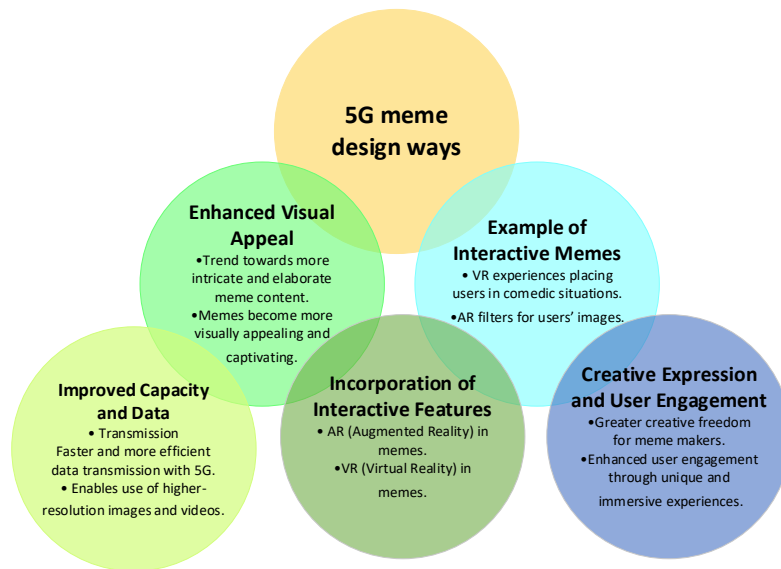 5G meme
design ways
Enhanced Visual
Appeal
•Trend towards more
intricate and elaborate
meme content.
•Memes become more
visually appealing and
captivating.
Example of
Interactive Memes
• VR experiences placing
users in comedic situations.
•AR filters for users’ images.
Improved Capacity
and Data
• Transmission
Faster and more efficient
data transmission with 5G.
• Enables use of higher-
resolution images and videos.
Incorporation of
Interactive Features
• AR (Augmented Reality) in
memes.
•VR (Virtual Reality) in
memes.
Creative Expression
and User Engagement
•Greater creative freedom
for meme makers.
•Enhanced user engagement
through unique and
immersive experiences.